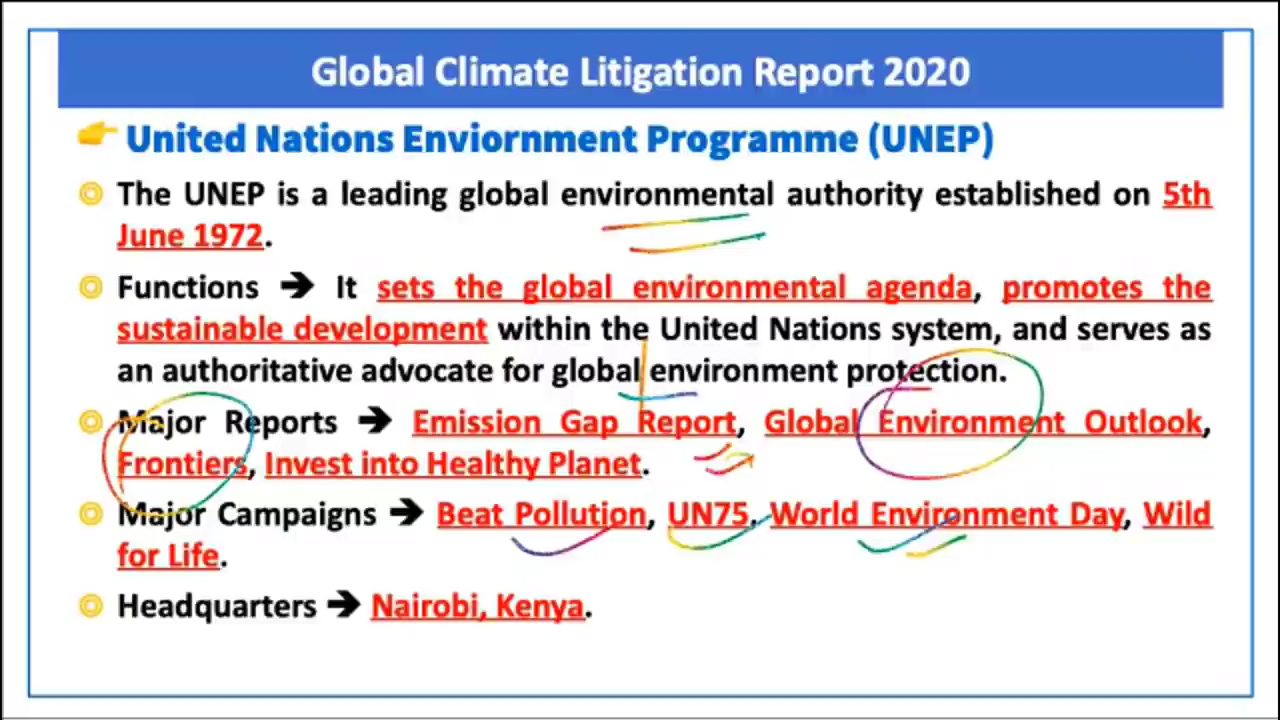 Global Climate Litigation Report 2020
United Nations Enviornment Programme (UNEP)
The UNEP is a leading global environmental authority established on 5th
June 1972.
Functions ➔ It sets the global environmental agenda, promotes the
sustainable development within the United Nations system, and serves as
an authoritative advocate for global environment protection.
Major Reports ➔ Emission Gap Report, Global Environment Outlook,
Frontiers, Invest into Healthy Planet.
Major Campaigns ➔ Beat Pollution, UN75, World Environment Day, Wild
for Life.
Headquarters ➔ Nairobi, Kenya.